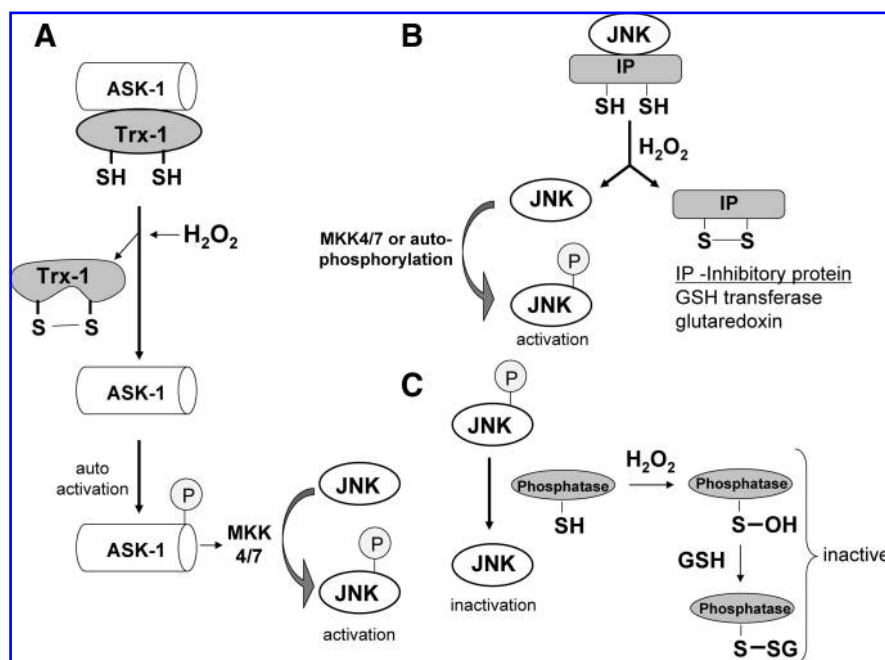 A
ASK-1
Trx-1
SH SH
H₂O₂
Trx-1
S — S
ASK-1
auto
activation
P
ASK-1
MKK
4/7
JNK
P
JNK
activation
B
JNK
IP
SH SH
H₂O₂
JNK
IP
S — S
MKK4/7 or auto-
phosphorylation
P
JNK
activation
IP -Inhibitory protein
GSH transferase
glutaredoxin
C
P
JNK
JNK
inactivation
Phosphatase
SH
H₂O₂
Phosphatase
S—OH
GSH
Phosphatase
S—SG
inactive